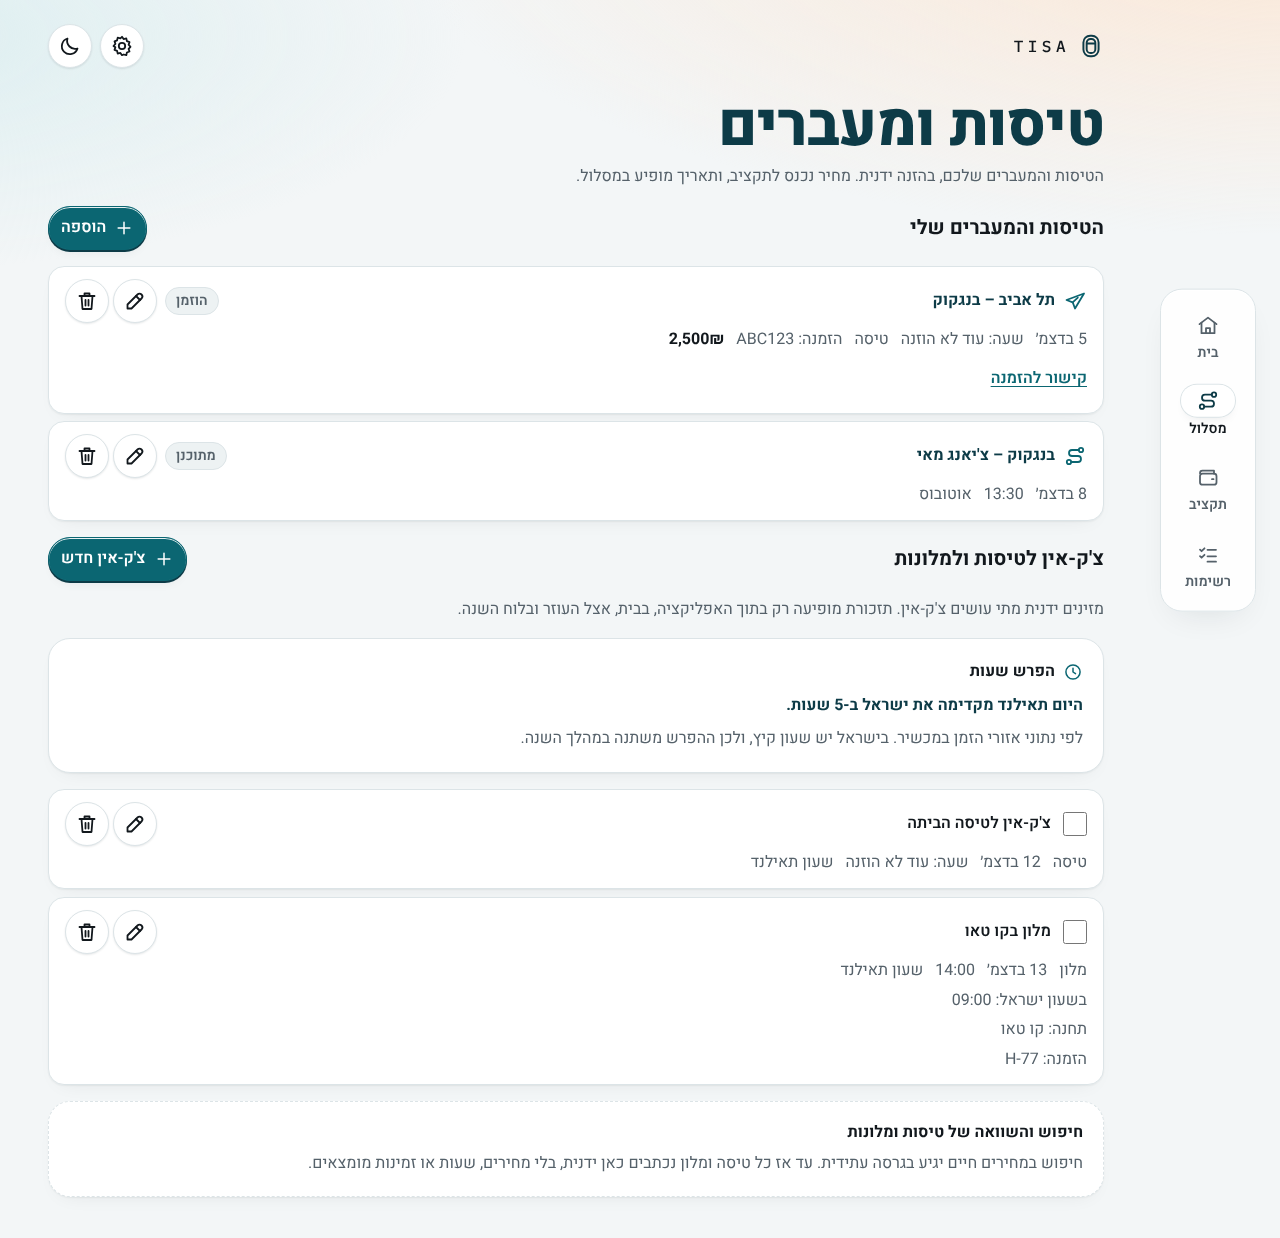 TISA
טיסות ומעברים
הטיסות והמעברים שלכם, בהזנה ידנית. מחיר נכנס לתקציב, ותאריך מופיע במסלול.
הטיסות והמעברים שלי
הוספה
תל אביב – בנגקוק
הוזמן
5 בדצמ׳ שעה: עוד לא הוזנה טיסה הזמנה: ABC123 ₪2,500
קישור להזמנה
בנגקוק – צ'יאנג מאי
מתוכנן
8 בדצמ׳ 13:30 אוטובוס
צ'ק-אין לטיסות ולמלונות
צ'ק-אין חדש
מזינים ידנית מתי עושים צ'ק-אין. תזכורת מופיעה רק בתוך האפליקציה, בבית, אצל העוזר ובלוח השנה.
הפרש שעות
היום תאילנד מקדימה את ישראל ב-5 שעות.
לפי נתוני אזורי הזמן במכשיר. בישראל יש שעון קיץ, ולכן ההפרש משתנה במהלך השנה.
צ'ק-אין לטיסה הביתה
טיסה 12 בדצמ׳ שעה: עוד לא הוזנה שעון תאילנד
מלון בקו טאו
מלון 13 בדצמ׳ 14:00 שעון תאילנד
בשעון ישראל: 09:00
תחנה: קו טאו
הזמנה: H-77
חיפוש והשוואה של טיסות ומלונות
חיפוש במחירים חיים יגיע בגרסה עתידית. עד אז כל טיסה ומלון נכתבים כאן ידנית, בלי מחירים, שעות או זמינות מומצאים.
בית
מסלול
תקציב
רשימות